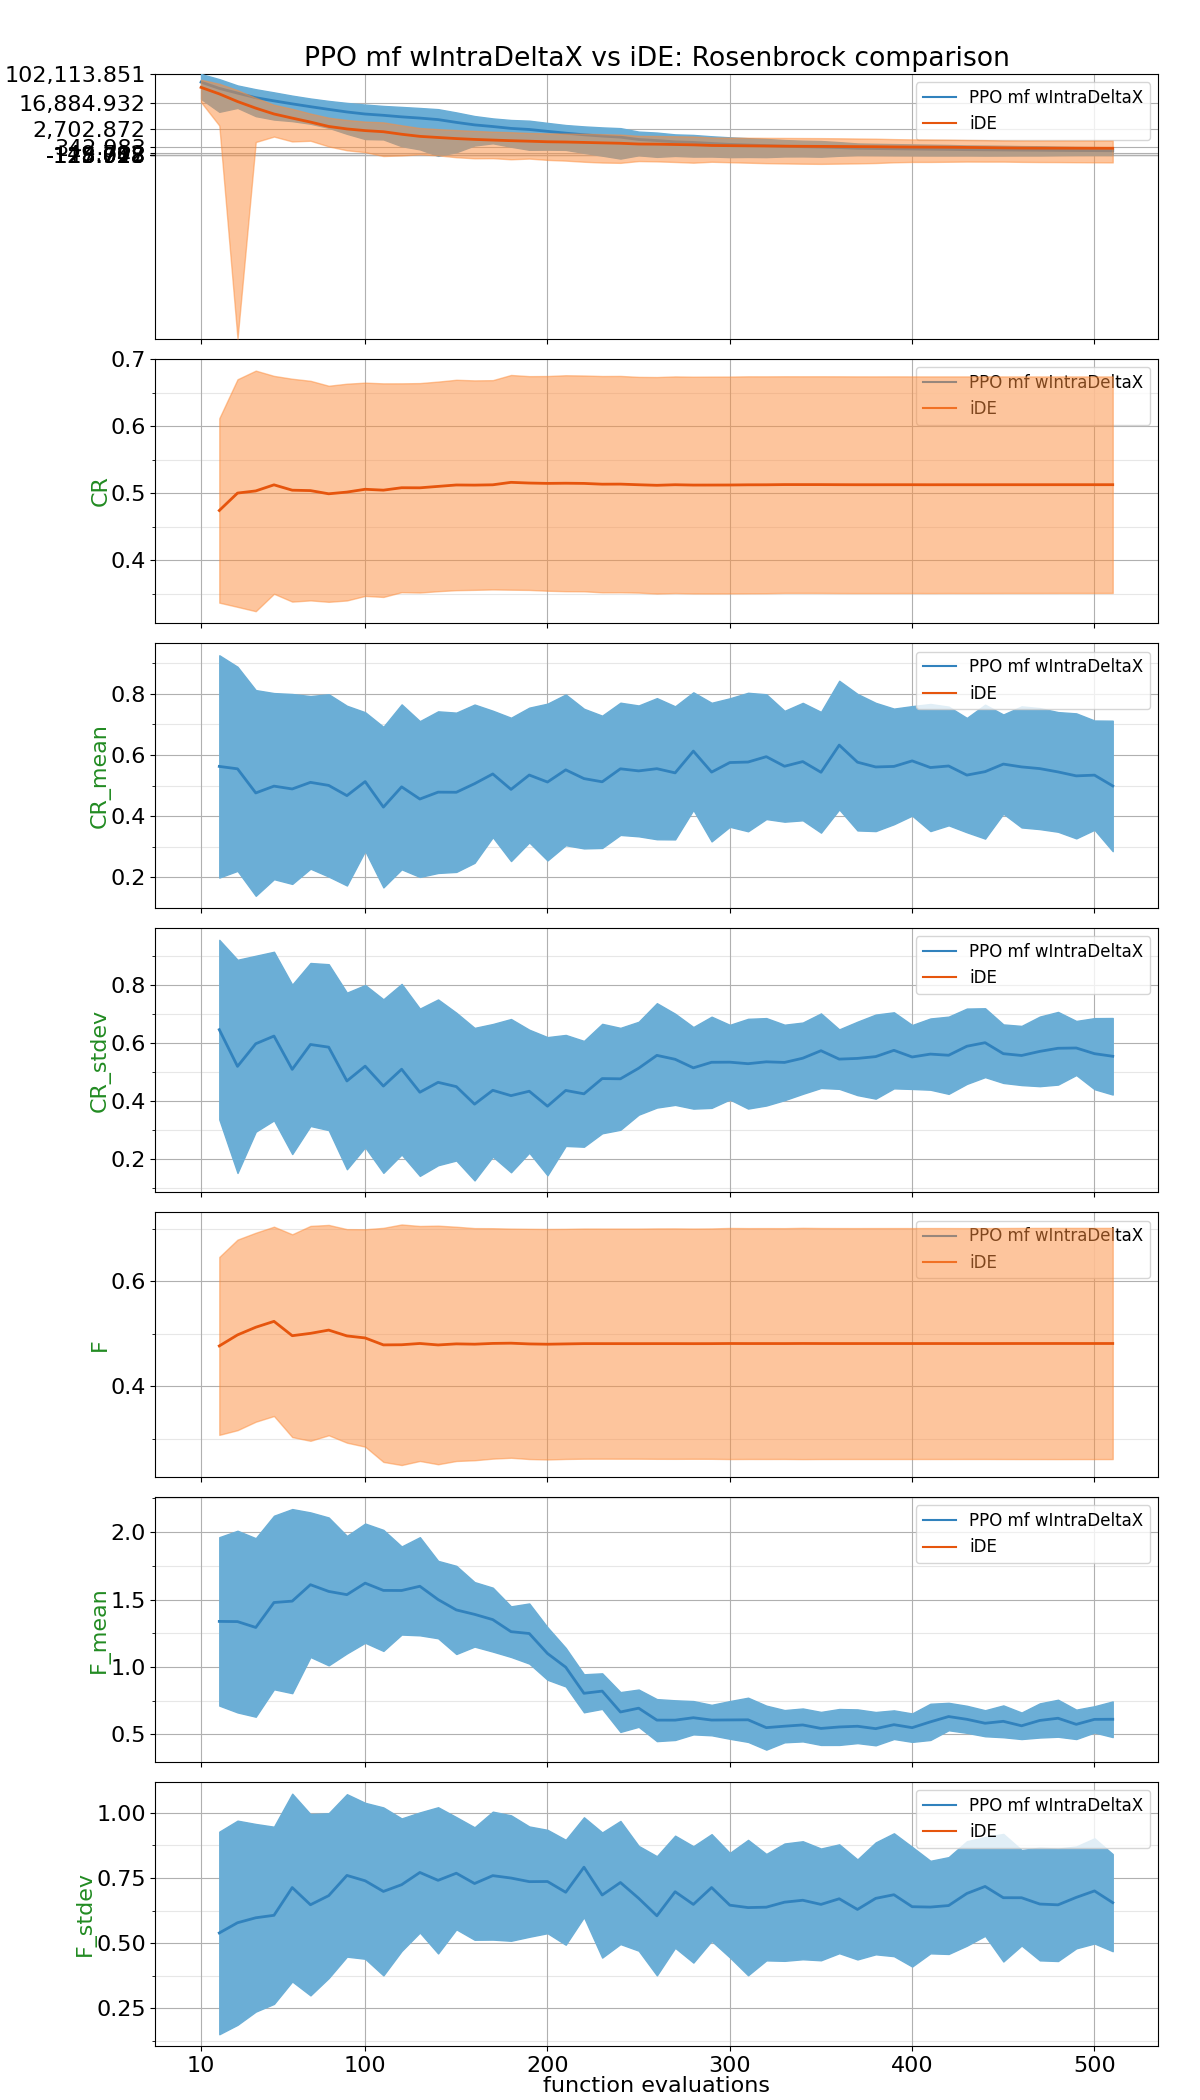 PPO mf wIntraDeltaX vs iDE: Rosenbrock comparison
102,113.851
16,884.932
2,702.872
342.983
PPO mf wIntraDeltaX
iDE
0.7
0.6
0.5
0.4
CR
PPO mf wIntraDeltaX
iDE
0.8
0.6
0.4
0.2
CR_mean
PPO mf wIntraDeltaX
iDE
0.8
0.6
0.4
0.2
CR_stdev
PPO mf wIntraDeltaX
iDE
0.6
0.4
F
PPO mf wIntraDeltaX
iDE
2.0
1.5
1.0
0.5
F_mean
PPO mf wIntraDeltaX
iDE
1.00
0.75
0.50
0.25
F_stdev
PPO mf wIntraDeltaX
iDE
10 100 200 300 400 500
function evaluations